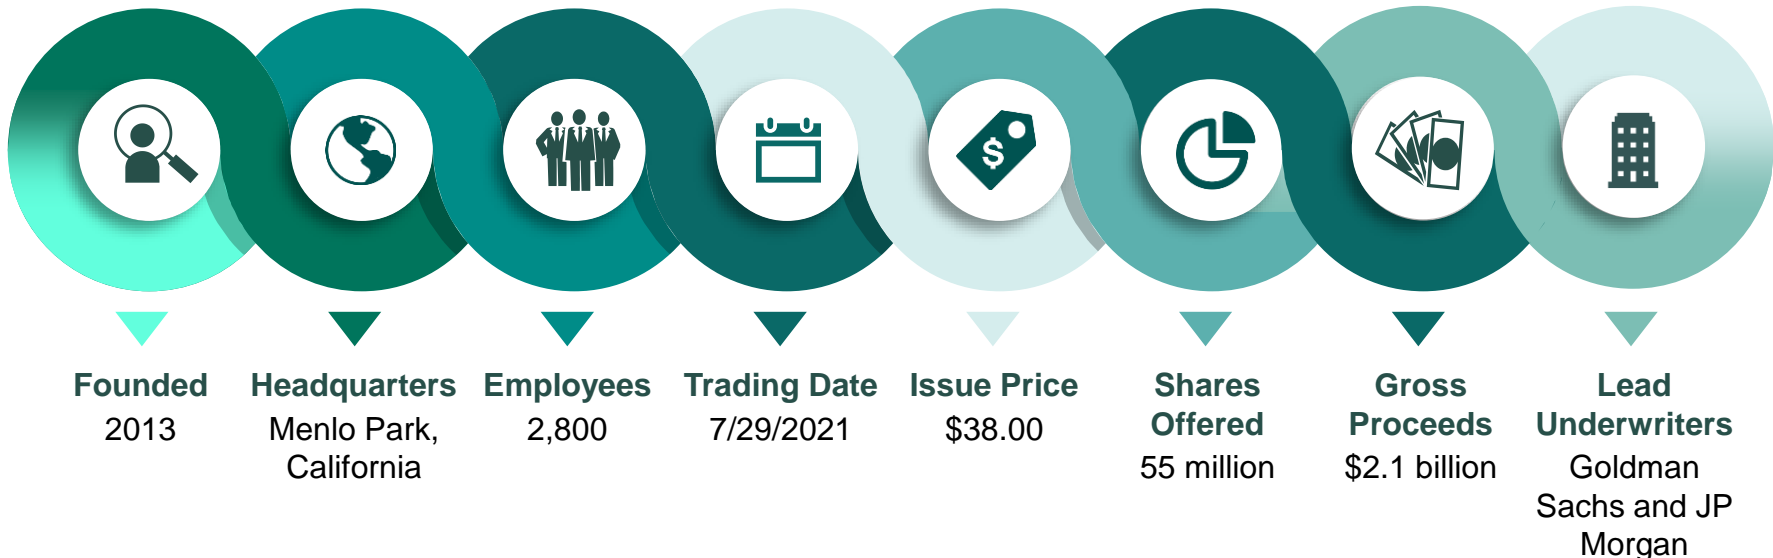 Founded
2013
Headquarters
Menlo Park,
California
Employees
2,800
Trading Date
7/29/2021
Issue Price
$38.00
Shares
Offered
55 million
Gross
Proceeds
$2.1 billion
Lead
Underwriters
Goldman
Sachs and JP
Morgan
$